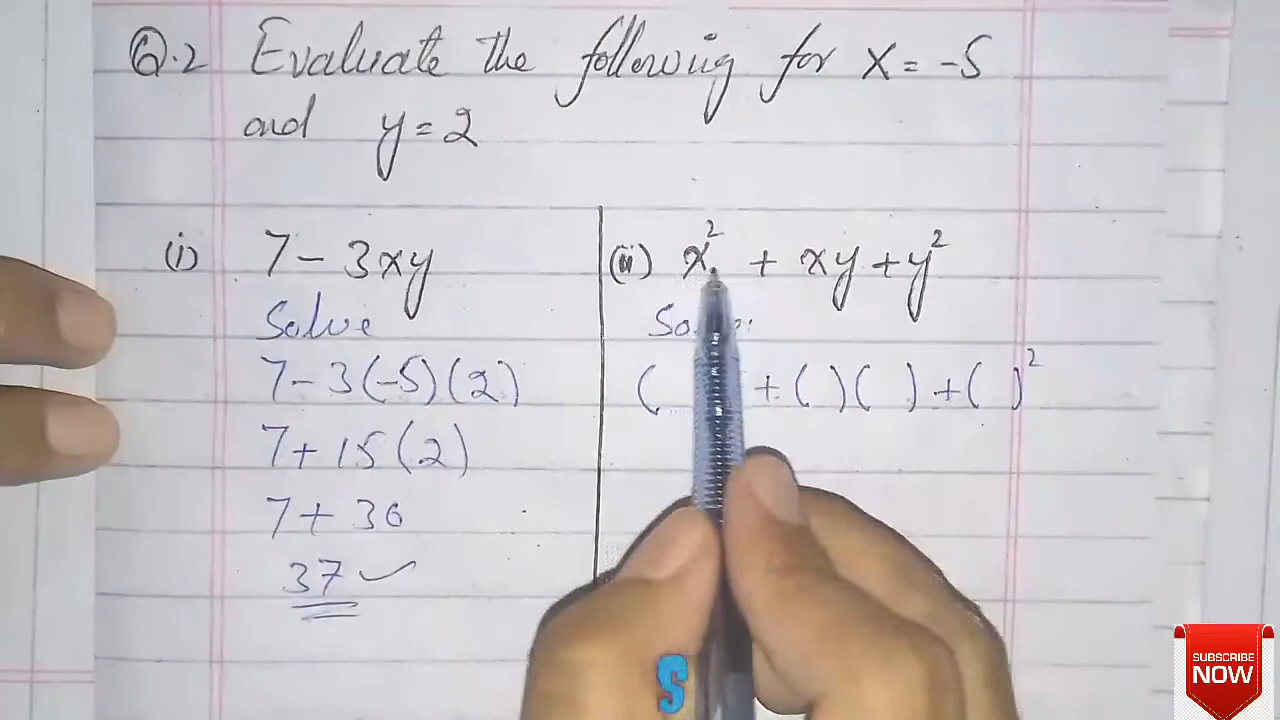 Q.2 Evaluate the following for x = -5
and y = 2
(i) 7 - 3xy
Solve
7 - 3(-5)(2)
7 + 15(2)
7 + 30
37 ✓
(ii) x² + xy + y²
( + ( )( ) + ( )²
S
SUBSCRIBE
NOW